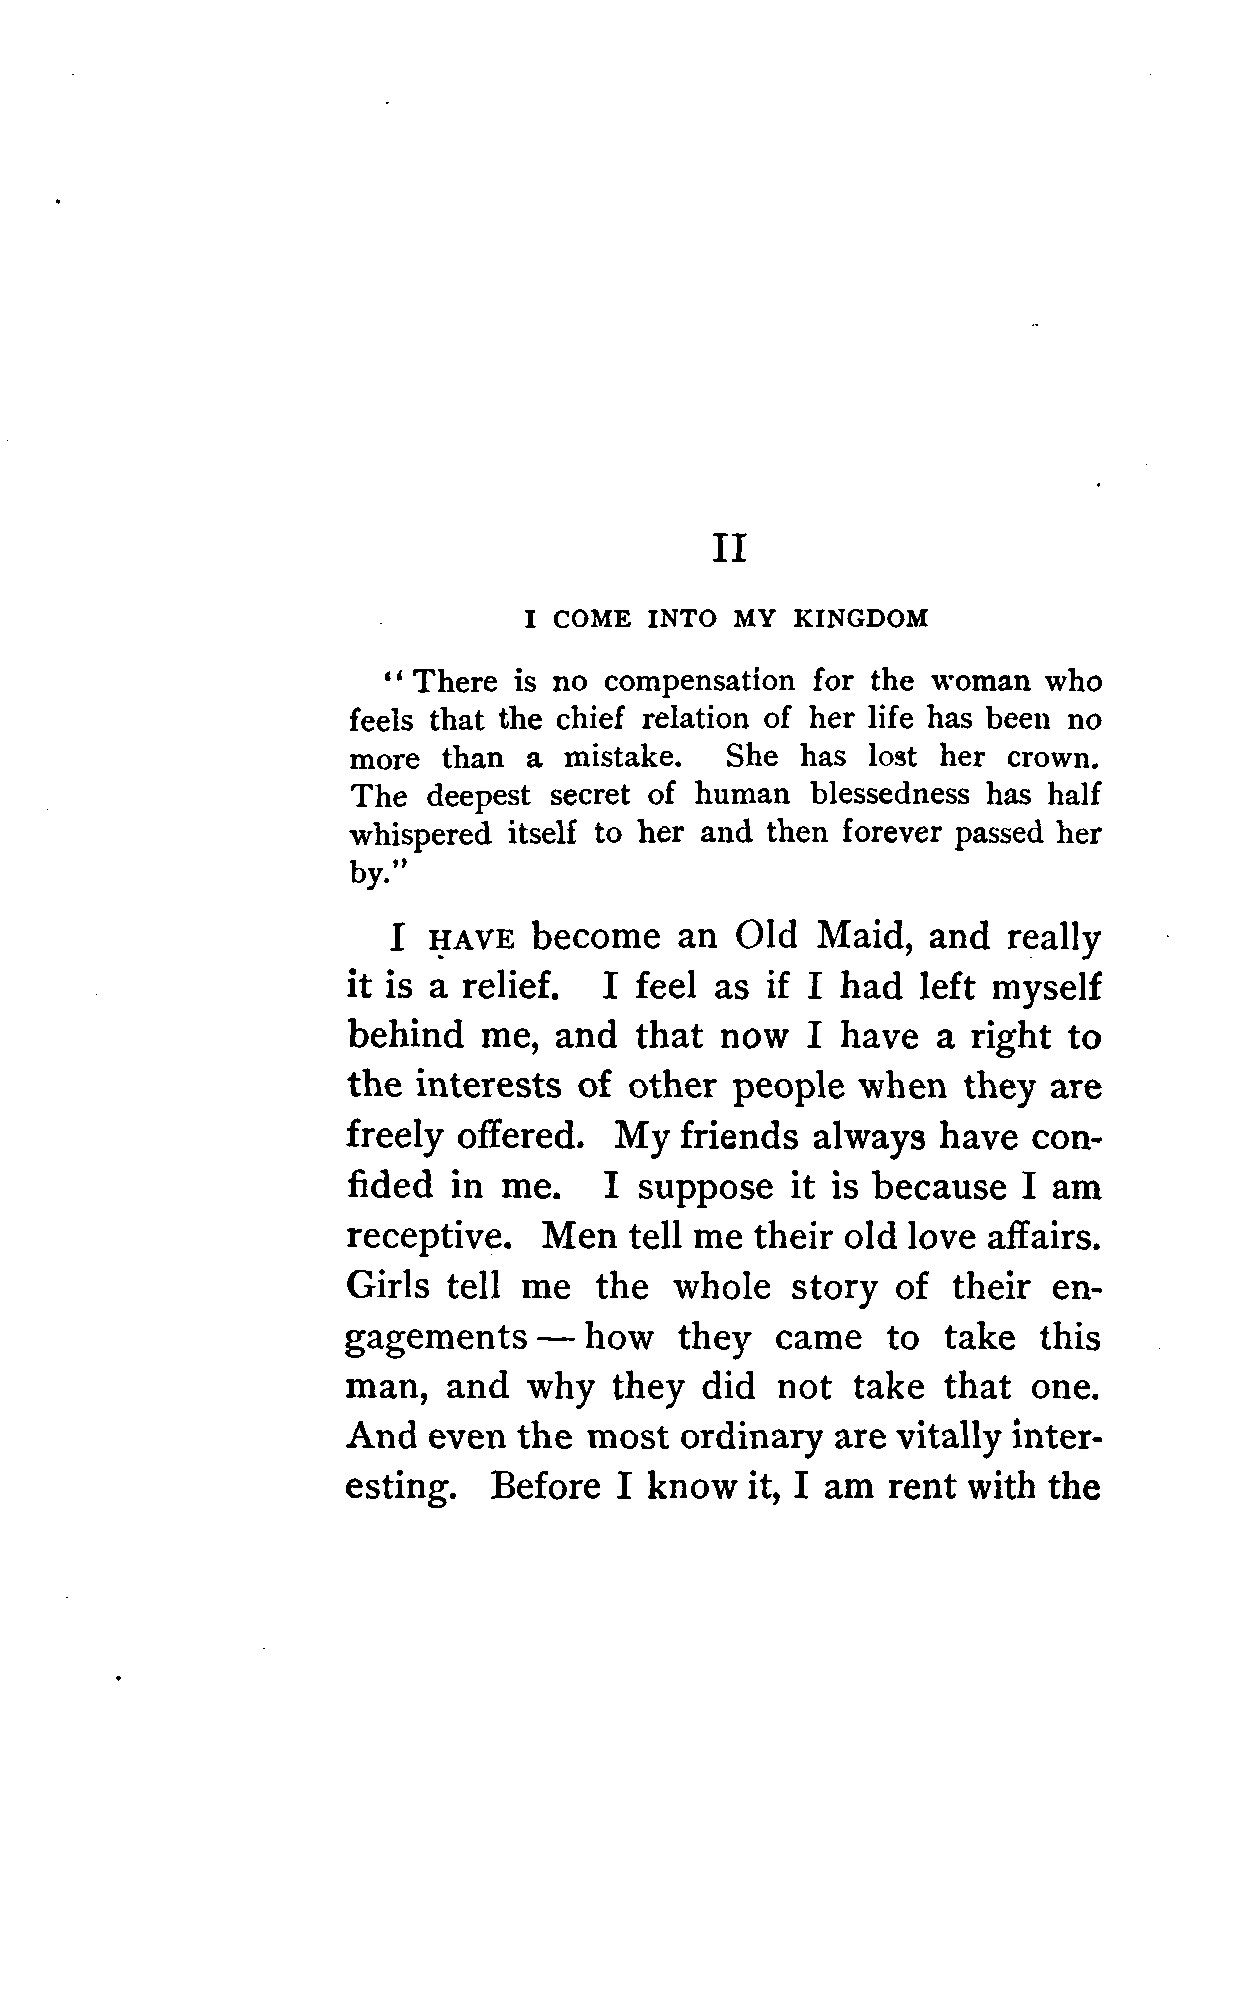 II
I COME INTO MY KINGDOM
“There is no compensation for the woman who
feels that the chief relation of her life has been no
more than a mistake. She has lost her crown.
The deepest secret of human blessedness has half
whispered itself to her and then forever passed her
by.”
I HAVE become an Old Maid, and really
it is a relief. I feel as if I had left myself
behind me, and that now I have a right to
the interests of other people when they are
freely offered. My friends always have con-
fided in me. I suppose it is because I am
receptive. Men tell me their old love affairs.
Girls tell me the whole story of their en-
gagements — how they came to take this
man, and why they did not take that one.
And even the most ordinary are vitally inter-
esting. Before I know it, I am rent with the